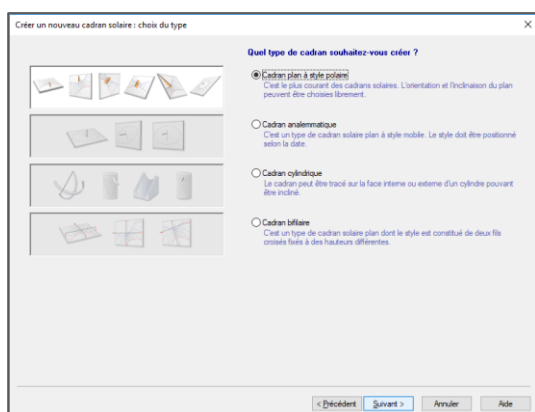 Créer un nouveau cadran solaire : choix du type
Quel type de cadran souhaitez-vous créer ?
Cadran plan à style polaire
C'est le plus courant des cadrans solaires. L'orientation et l'inclinaison du plan
peuvent être choisies librement.
Cadran analemmatique
C'est un type de cadran solaire plan à style mobile. Le style doit être positionné
selon la date.
Cadran cylindrique
Le cadran peut être tracé sur la face interne ou externe d'un cylindre pouvant
être incliné.
Cadran bifilaire
C'est un type de cadran solaire plan dont le style est constitué de deux fils
croisés fixés à des hauteurs différentes.
< Précédent Suivant > Annuler Aide